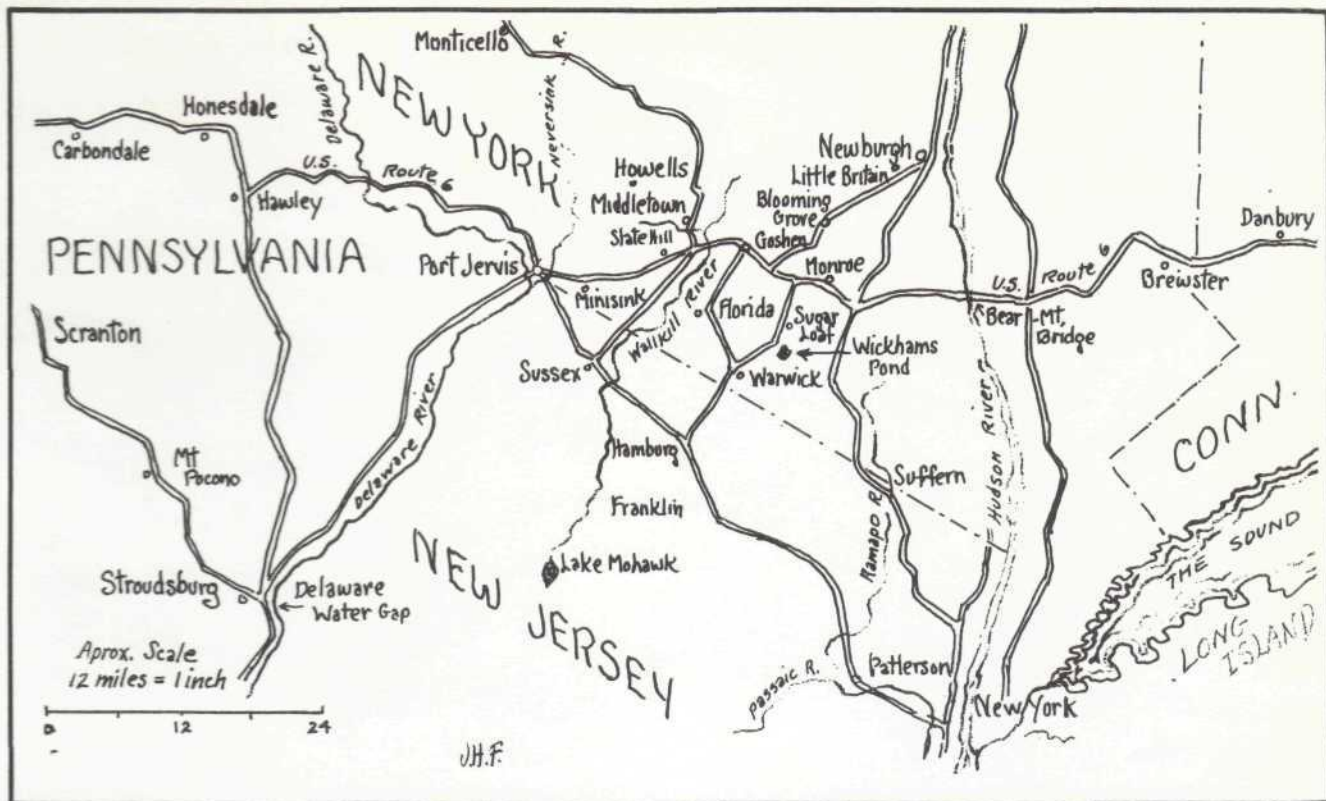 Monticello
Delaware R.
NEW YORK
Neversink R.
Honesdale
Carbondale
U.S. Route 6
Hawley
Howells
Middletown
Slate Hill
Newburgh
Little Britain
Blooming
Grove
Goshen
Danbury
PENNSYLVANIA
Port Jervis
Monroe
U.S. Route 6
Brewster
Minisink
Wallkill River
Florida
Sugar
Loaf
Bear Mt.
Bridge
Scranton
Sussex
Warwick
Wickhams
Pond
Delaware River
Hudson River
CONN.
Mt
Pocono
Hamburg
Suffern
Franklin
Ramapo R.
THE SOUND
Lake Mohawk
NEW JERSEY
Stroudsburg
Delaware
Water Gap
LONG
ISLAND
Aprox. Scale
12 miles = 1 inch
Passaic R.
Patterson
New York
0 12 24
J.H.F.